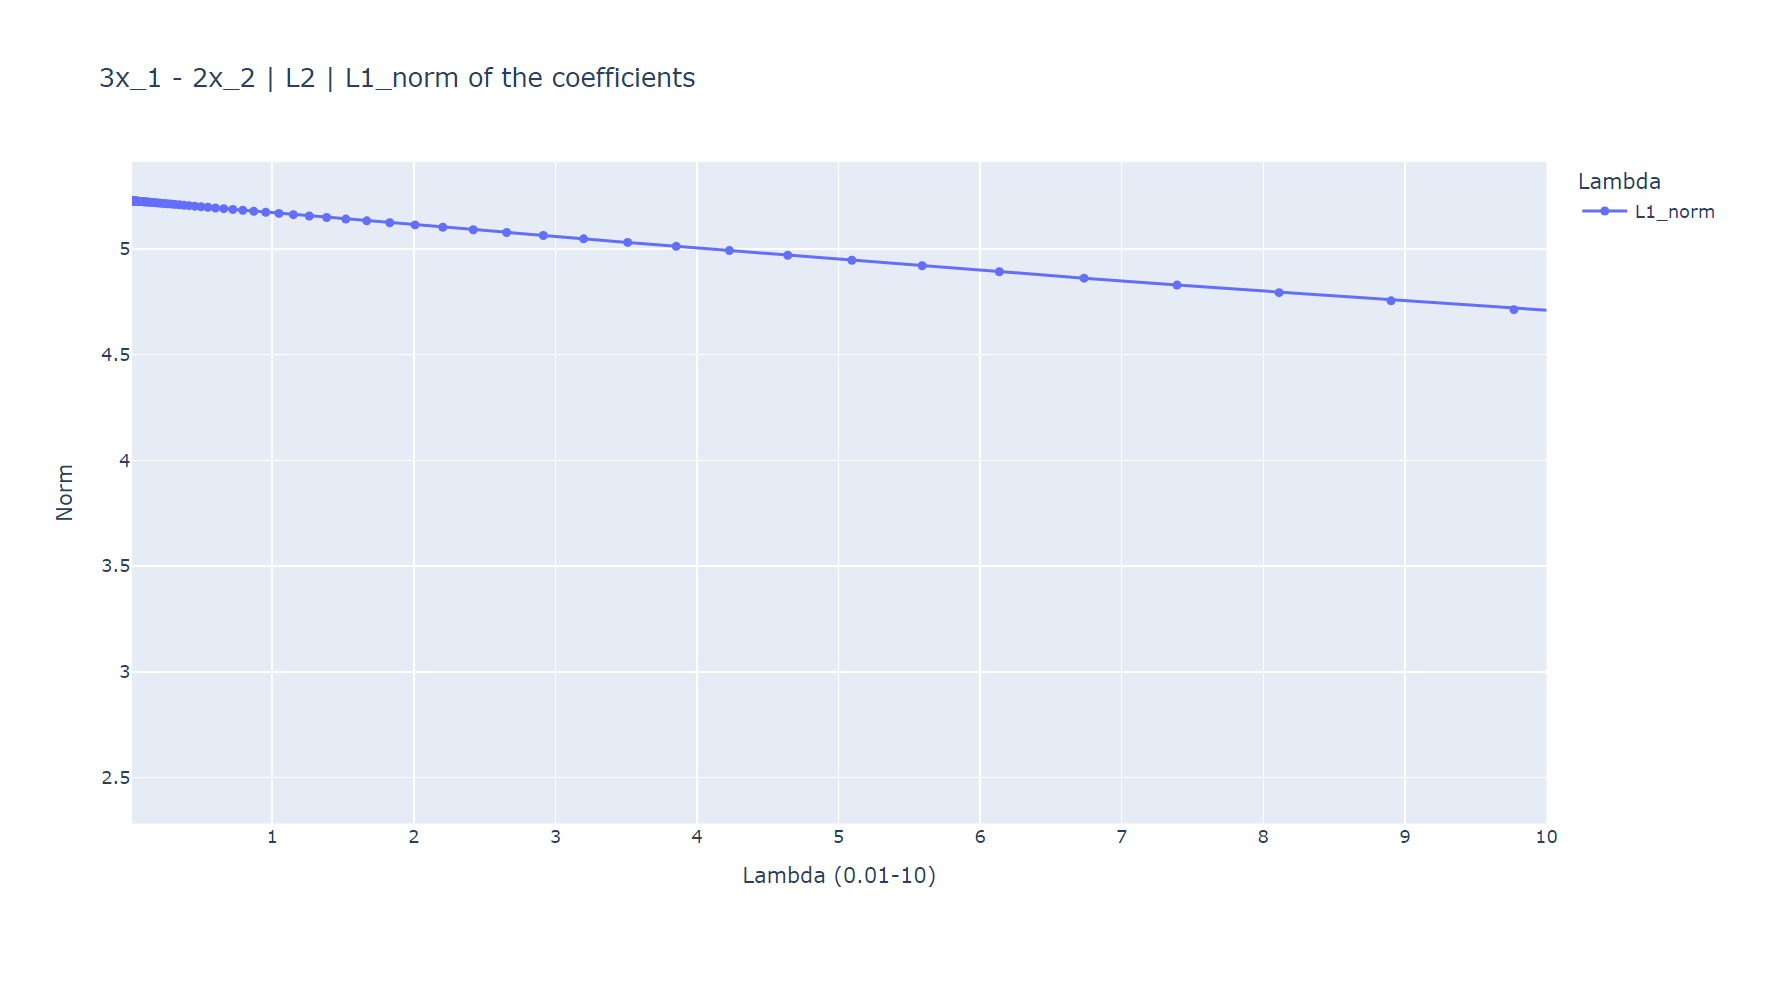 3x_1 - 2x_2 | L2 | L1_norm of the coefficients
Lambda
L1_norm
5
4.5
4
3.5
3
2.5
Norm
1 2 3 4 5 6 7 8 9 10
Lambda (0.01-10)